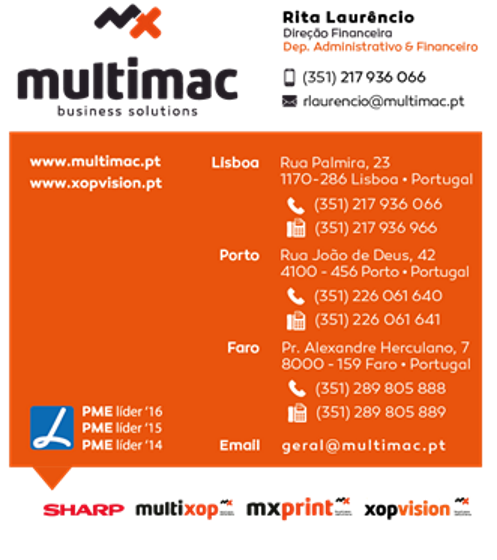 multimac
business solutions
Rita Laurêncio
Direção Financeira
Dep. Administrativo & Financeiro
(351) 217 936 066
rlaurencio@multimac.pt
www.multimac.pt
www.xopvision.pt
Lisboa Rua Palmira, 23
1170-286 Lisboa • Portugal
(351) 217 936 066
(351) 217 936 966
Porto Rua João de Deus, 42
4100 - 456 Porto • Portugal
(351) 226 061 640
(351) 226 061 641
Faro Pr. Alexandre Herculano, 7
8000 - 159 Faro • Portugal
(351) 289 805 888
(351) 289 805 889
PME líder '16
PME líder '15
PME líder '14
Email geral@multimac.pt
SHARP multixop mxprint xopvision